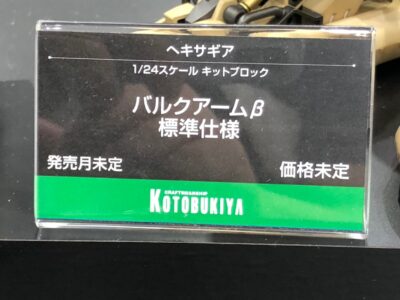 ヘキサギア
1/24スケール キットブロック
バルクアームβ
標準仕様
発売月未定 価格未定
CRAFTSMANSHIP
KOTOBUKIYA